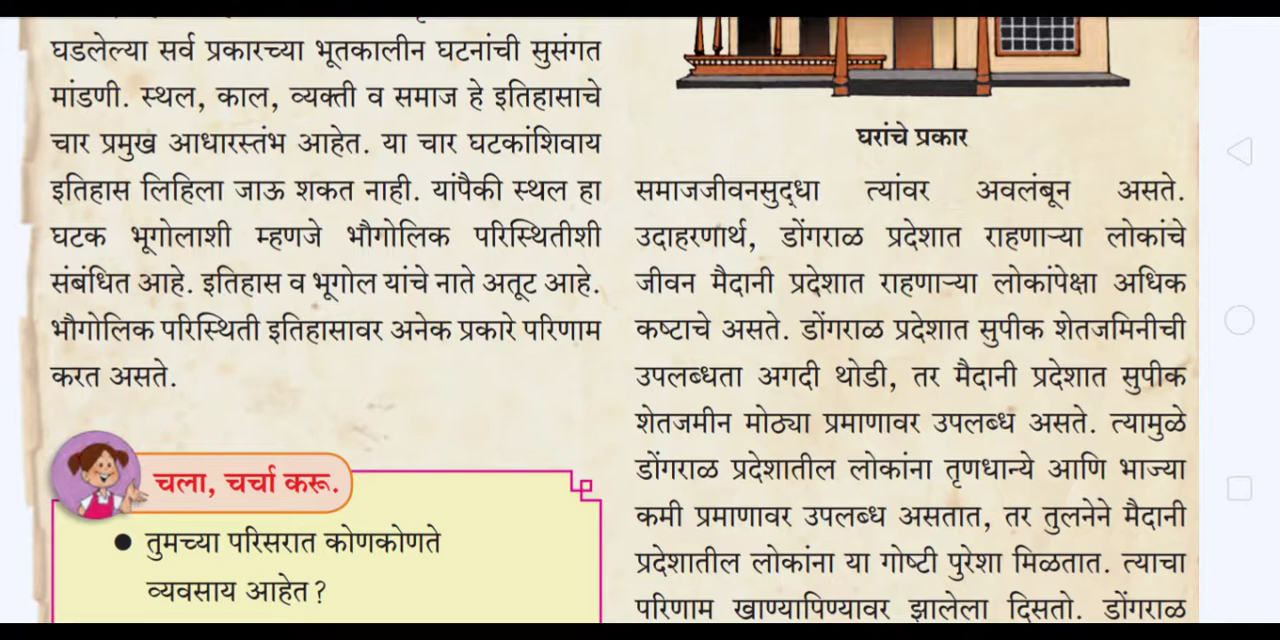 घडलेल्या सर्व प्रकारच्या भूतकालीन घटनांची सुसंगत
मांडणी. स्थल, काल, व्यक्ती व समाज हे इतिहासाचे
चार प्रमुख आधारस्तंभ आहेत. या चार घटकांशिवाय
इतिहास लिहिला जाऊ शकत नाही. यांपैकी स्थल हा
घटक भूगोलाशी म्हणजे भौगोलिक परिस्थितीशी
संबंधित आहे. इतिहास व भूगोल यांचे नाते अतूट आहे.
भौगोलिक परिस्थिती इतिहासावर अनेक प्रकारे परिणाम
करत असते.
चला, चर्चा करू.
● तुमच्या परिसरात कोणकोणते
व्यवसाय आहेत?
घरांचे प्रकार
समाजजीवनसुद्धा त्यांवर अवलंबून असते.
उदाहरणार्थ, डोंगराळ प्रदेशात राहणाऱ्या लोकांचे
जीवन मैदानी प्रदेशात राहणाऱ्या लोकांपेक्षा अधिक
कष्टाचे असते. डोंगराळ प्रदेशात सुपीक शेतजमिनीची
उपलब्धता अगदी थोडी, तर मैदानी प्रदेशात सुपीक
शेतजमीन मोठ्या प्रमाणावर उपलब्ध असते. त्यामुळे
डोंगराळ प्रदेशातील लोकांना तृणधान्ये आणि भाज्या
कमी प्रमाणावर उपलब्ध असतात, तर तुलनेने मैदानी
प्रदेशातील लोकांना या गोष्टी पुरेशा मिळतात. त्याचा
परिणाम खाण्यापिण्यावर झालेला दिसतो. डोंगराळ